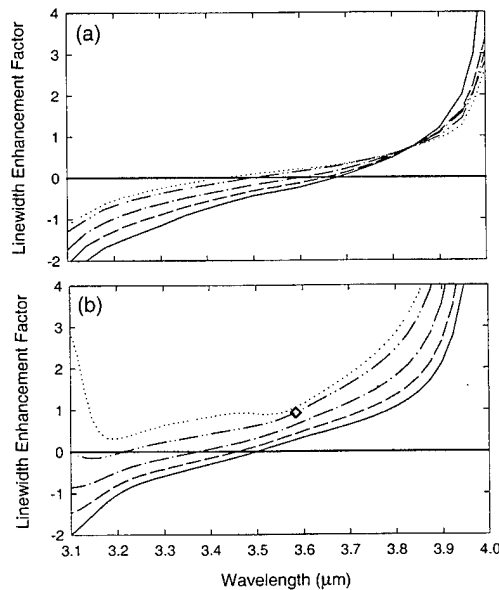 (a)
Linewidth Enhancement Factor
4
3
2
1
0
-1
-2
(b)
Linewidth Enhancement Factor
4
3
2
1
0
-1
-2
3.1 3.2 3.3 3.4 3.5 3.6 3.7 3.8 3.9 4.0
Wavelength (μm)